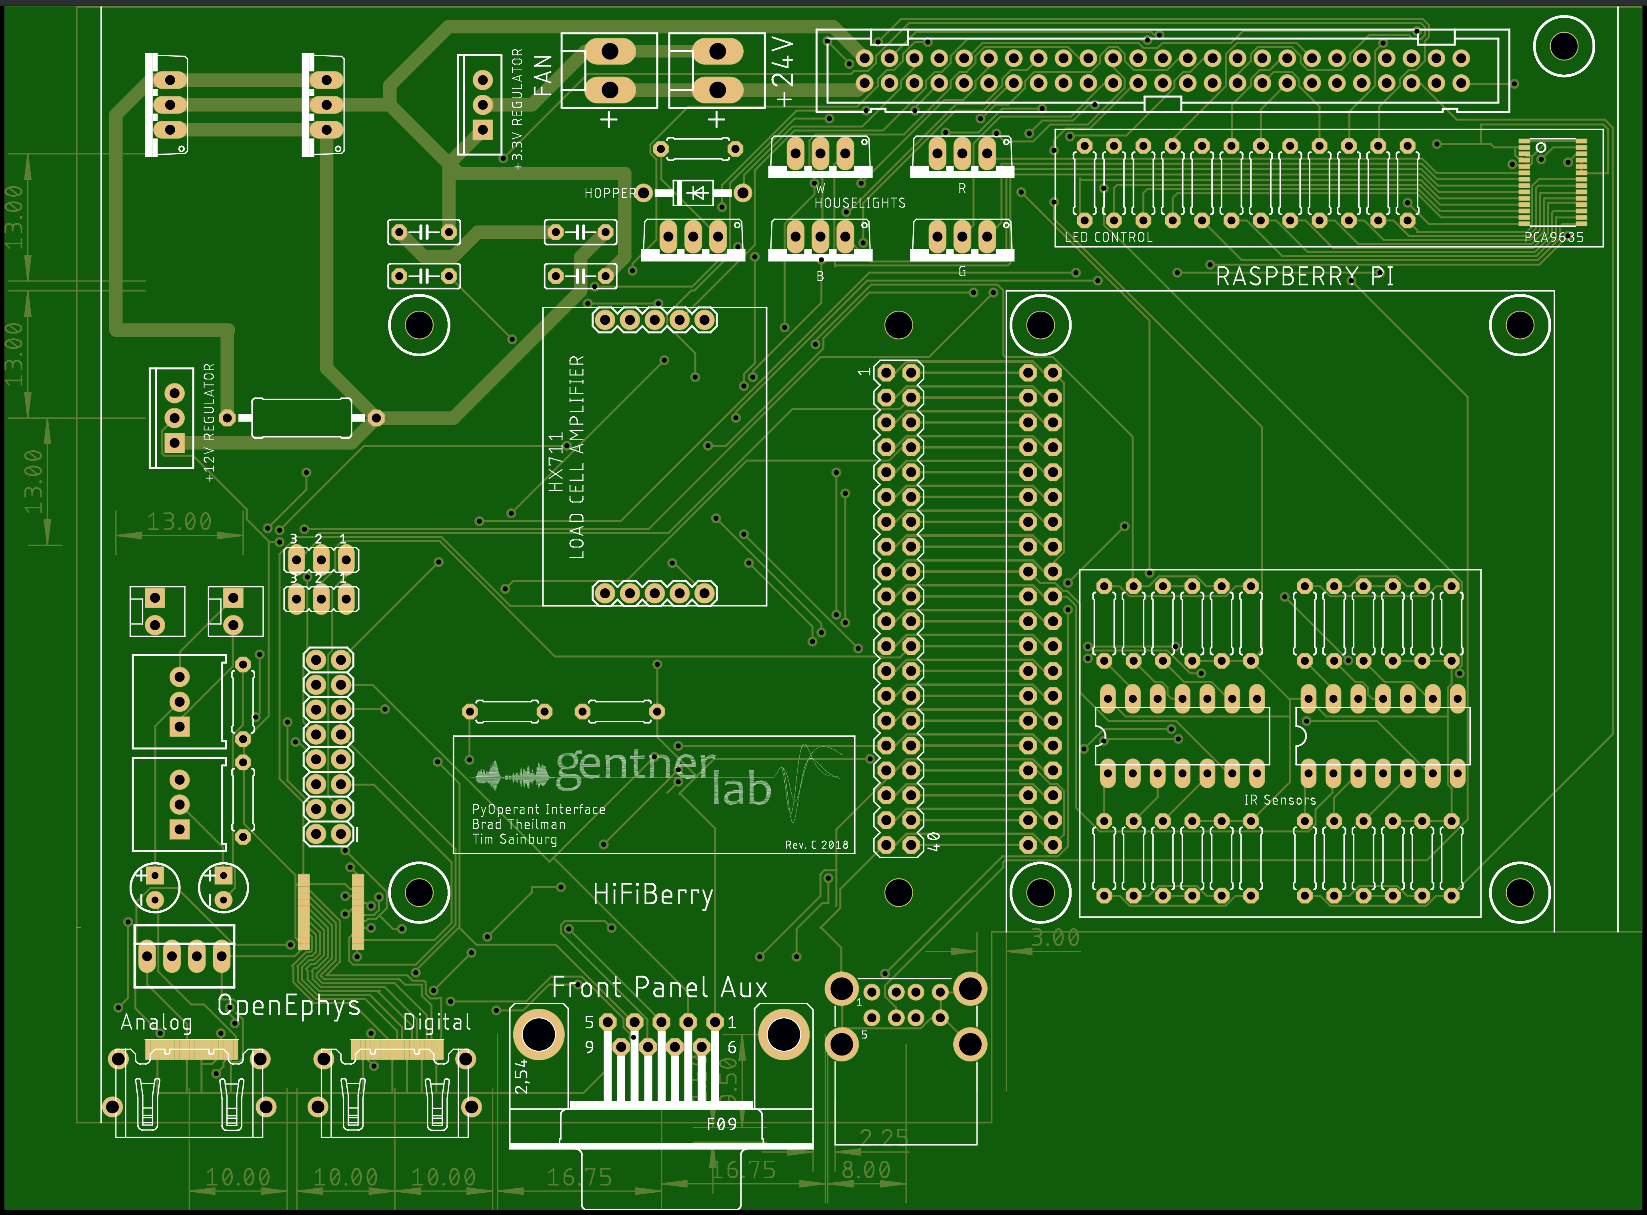 FAN
+24V
+3.3V REGULATOR
+
+
HOPPER
W
HOUSELIGHTS
R
B
G
LED CONTROL
PCA9635
RASPBERRY PI
13.00
13.00
13.00
13.00
+12V REGULATOR
HX711
LOAD CELL AMPLIFIER
1
40
3 2 1
3 2 1
gentner
lab
PyOperant Interface
Brad Theilman
Tim Sainburg
Rev. C 2018
IR Sensors
HiFiBerry
3.00
OpenEphys
Analog
Digital
Front Panel Aux
5
1
9
6
2,54
F09
1
5
9.50
2.25
10.00
10.00
10.00
16.75
16.75
8.00